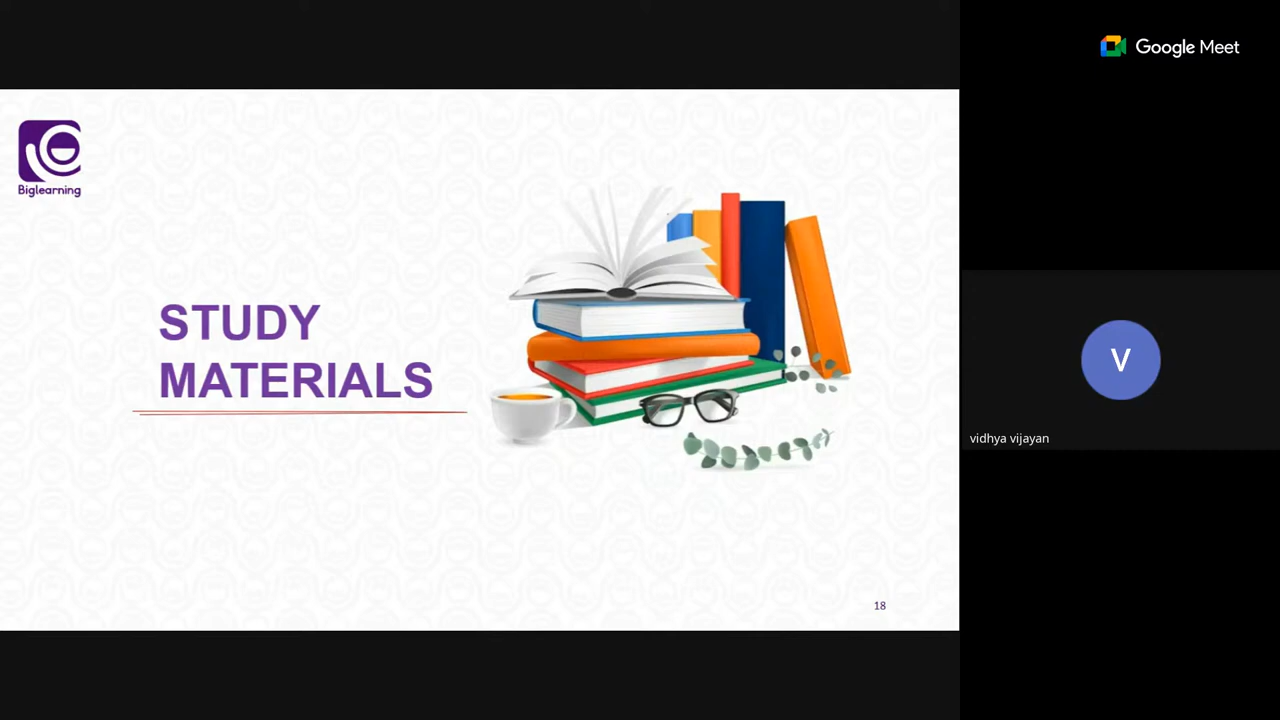 Google Meet
Biglearning
STUDY
MATERIALS
V
vidhya vijayan
18